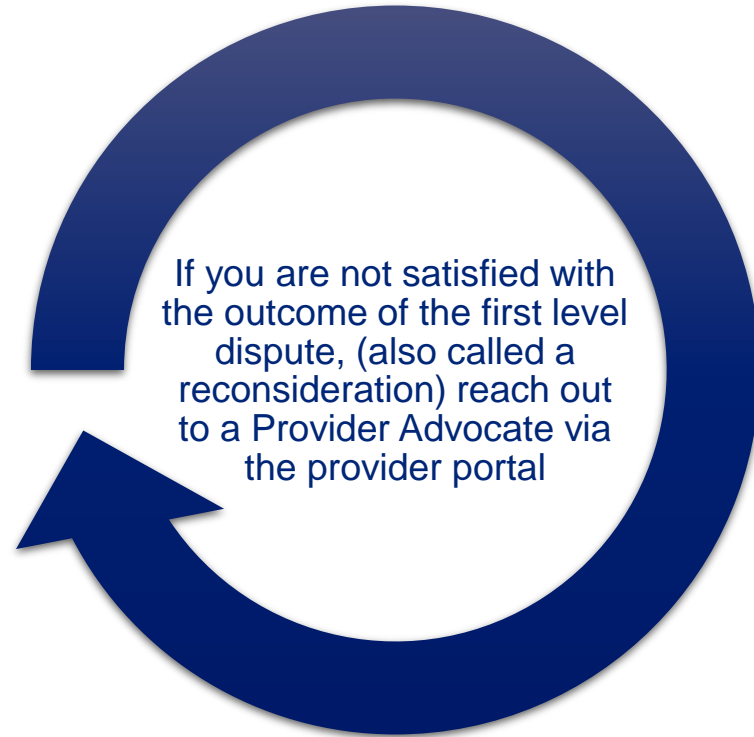 If you are not satisfied with
the outcome of the first level
dispute, (also called a
reconsideration) reach out
to a Provider Advocate via
the provider portal